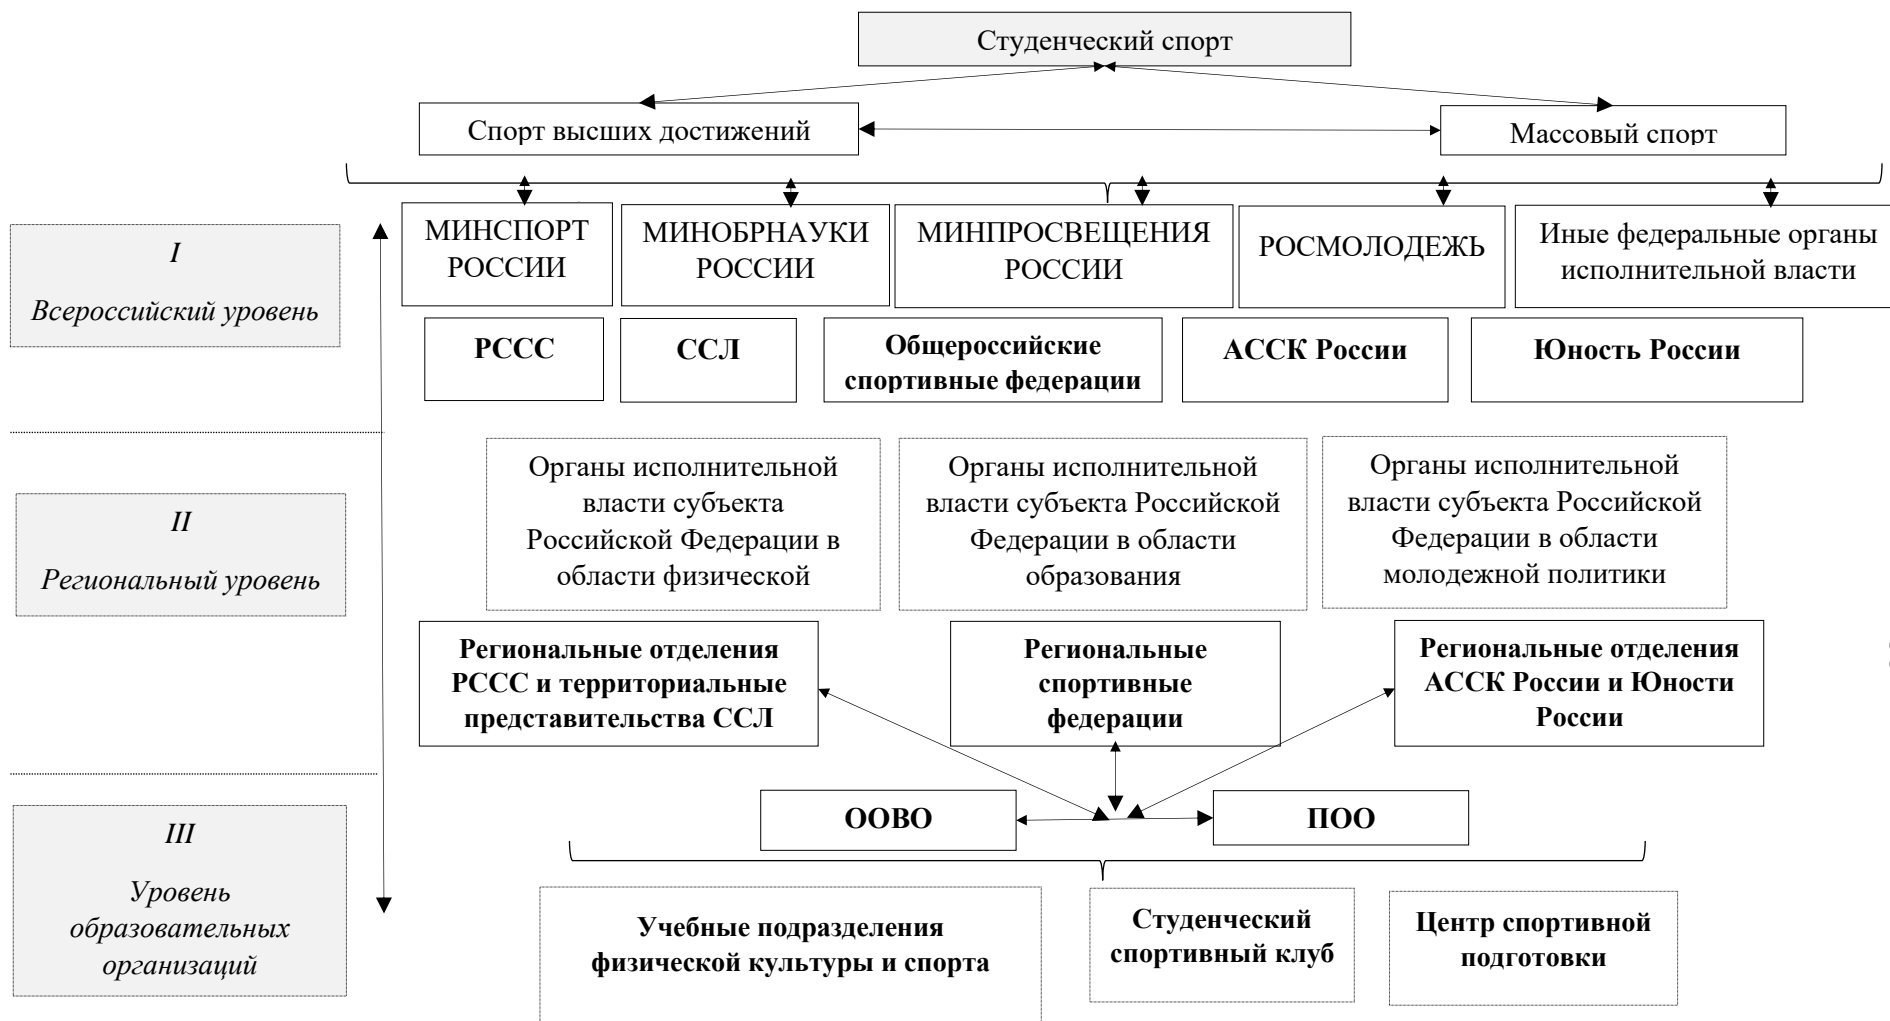 Студенческий спорт
Спорт высших достижений
Массовый спорт
I
Всероссийский уровень
МИНСПОРТ
РОССИИ
МИНОБРНАУКИ
РОССИИ
МИНПРОСВЕЩЕНИЯ
РОССИИ
РОСМОЛОДЕЖЬ
Иные федеральные органы
исполнительной власти
РССС
ССЛ
Общероссийские
спортивные федерации
АССК России
Юность России
II
Региональный уровень
Органы исполнительной
власти субъекта
Российской Федерации в
области физической
Органы исполнительной
власти субъекта Российской
Федерации в области
образования
Органы исполнительной
власти субъекта Российской
Федерации в области
молодежной политики
Региональные отделения
РССС и территориальные
представительства ССЛ
Региональные
спортивные
федерации
Региональные отделения
АССК России и Юности
России
III
Уровень
образовательных
организаций
ООВО
ПОО
Учебные подразделения
физической культуры и спорта
Студенческий
спортивный клуб
Центр спортивной
подготовки